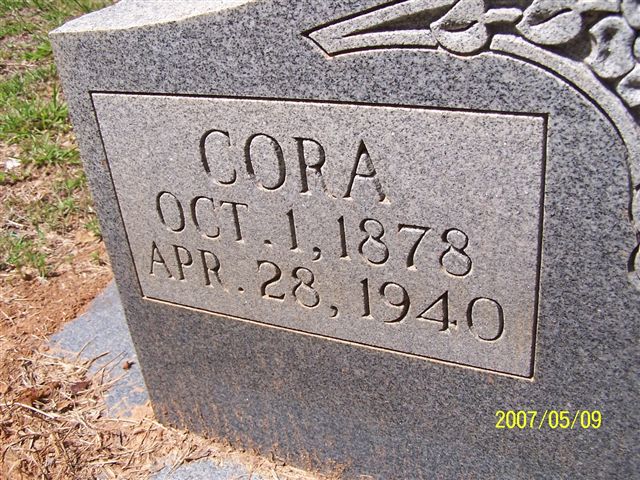 CORA
OCT. 1, 1878
APR. 28, 1940
2007/05/09